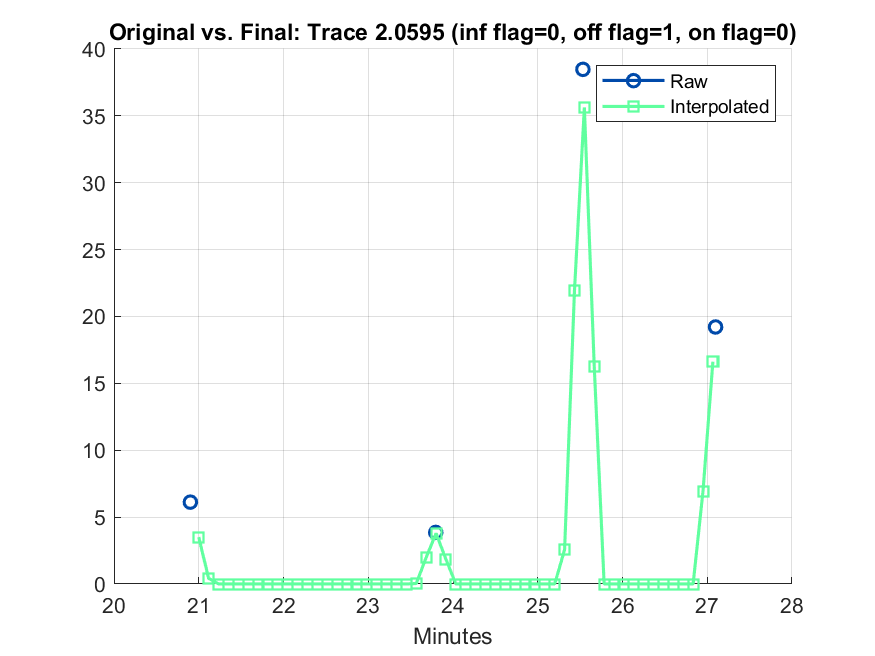 Original vs. Final: Trace 2.0595 (inf flag=0, off flag=1, on flag=0)
40
35
30
25
20
15
10
5
0
Raw
Interpolated
20 21 22 23 24 25 26 27 28
Minutes